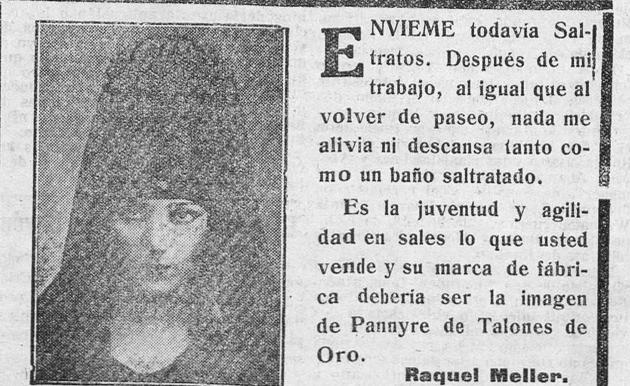 ENVIEME todavía Sal-
tratos. Después de mi
trabajo, al igual que al
volver de paseo, nada me
alivia ni descansa tanto co-
mo un baño saltratado.
Es la juventud y agili-
dad en sales lo que usted
vende y su marca de fábri-
ca debería ser la imagen
de Pannyre de Talones de
Oro.
Raquel Meller.